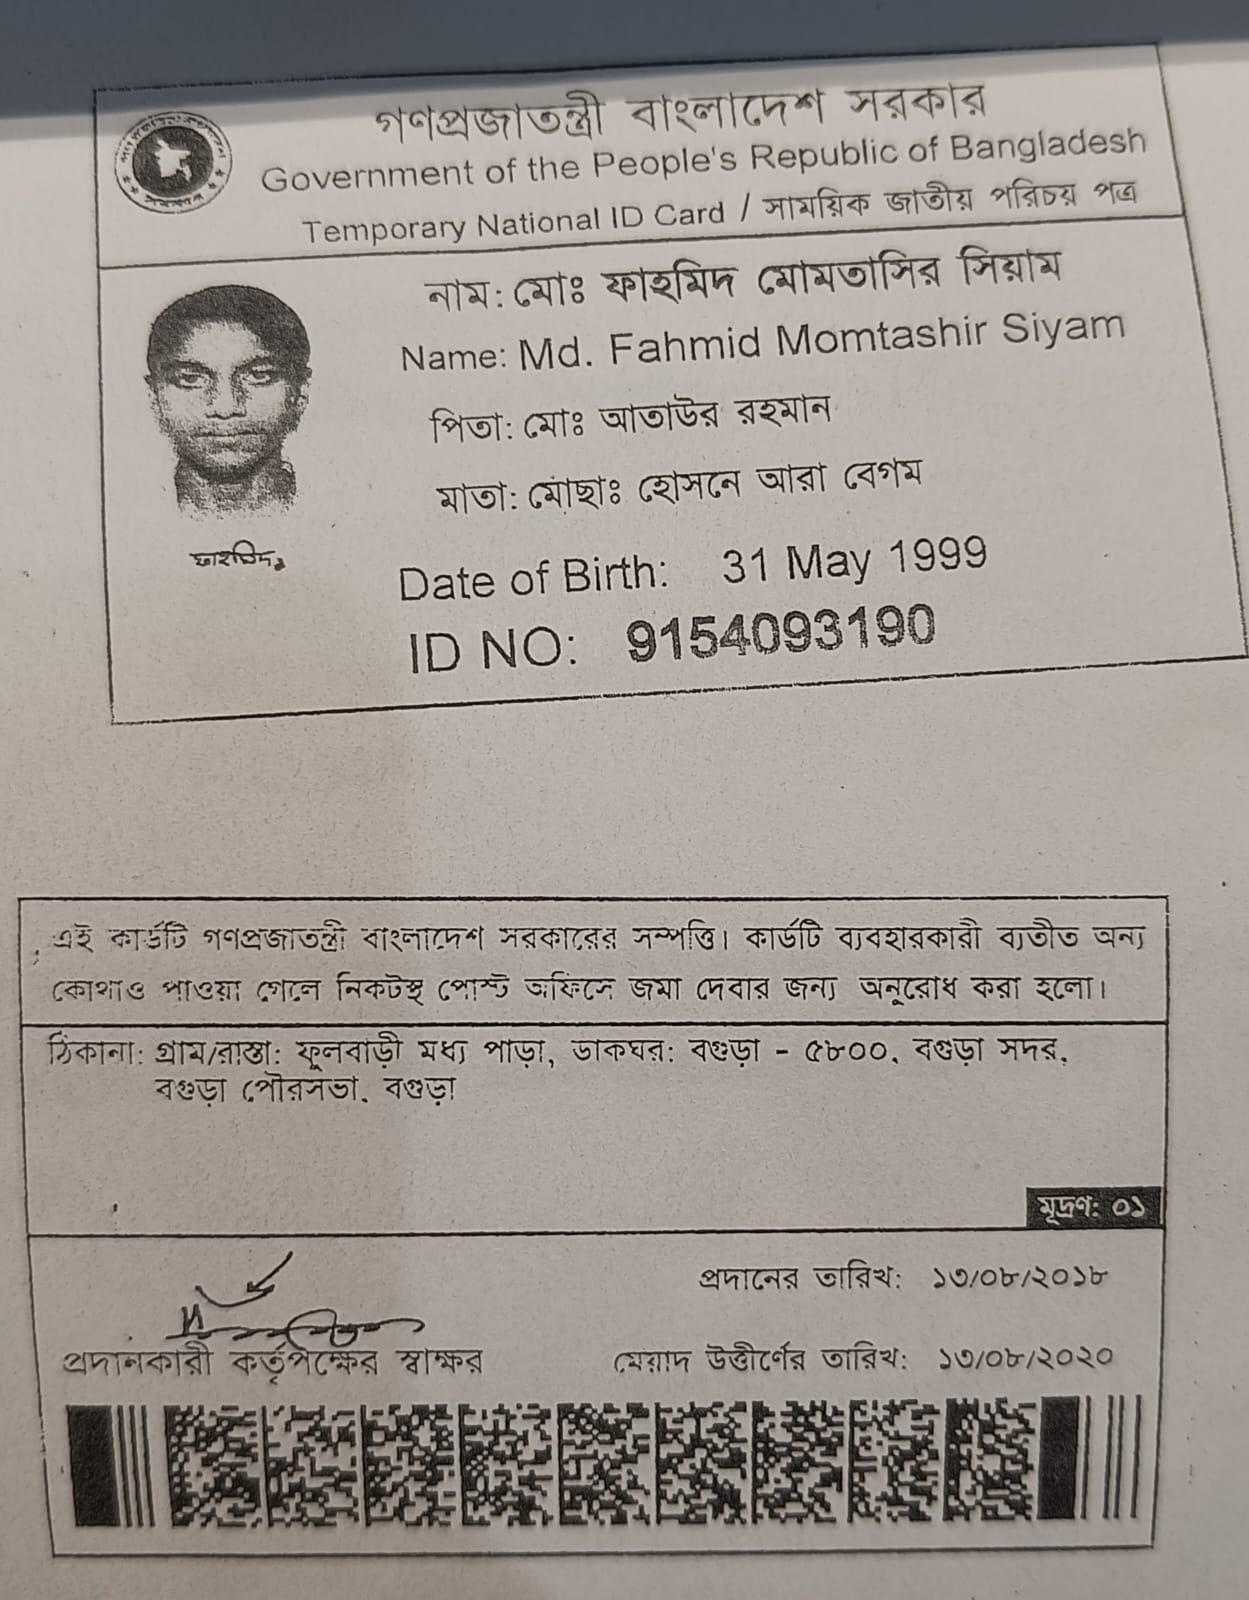 গণপ্রজাতন্ত্রী বাংলাদেশ সরকার
Government of the People's Republic of Bangladesh
Temporary National ID Card / সাময়িক জাতীয় পরিচয় পত্র
নাম: মোঃ ফাহমিদ মোমতাসির সিয়াম
Name: Md. Fahmid Momtashir Siyam
পিতা: মোঃ আতাউর রহমান
মাতা: মোছাঃ হোসনে আরা বেগম
ফাহমিদ
Date of Birth: 31 May 1999
ID NO: 9154093190
এই কার্ডটি গণপ্রজাতন্ত্রী বাংলাদেশ সরকারের সম্পত্তি। কার্ডটি ব্যবহারকারী ব্যতীত অন্য
কোথাও পাওয়া গেলে নিকটস্থ পোস্ট অফিসে জমা দেবার জন্য অনুরোধ করা হলো।
ঠিকানা: গ্রাম/রাস্তা: ফুলবাড়ী মধ্য পাড়া, ডাকঘর: বগুড়া - ৫৮০০, বগুড়া সদর,
বগুড়া পৌরসভা, বগুড়া
মূদ্রণ: ০১
প্রদানের তারিখ: ১৩/০৮/২০১৮
প্রদানকারী কর্তৃপক্ষের স্বাক্ষর
মেয়াদ উত্তীর্ণের তারিখ: ১৩/০৮/২০২০